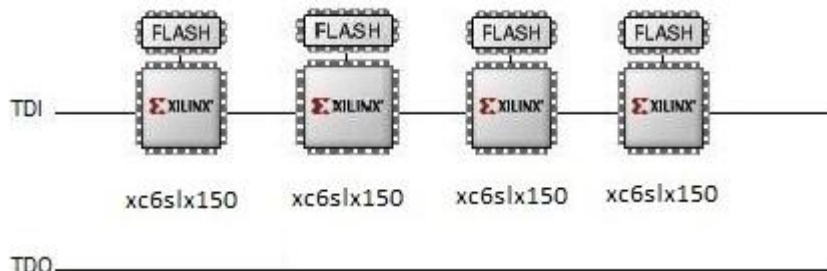 FLASH FLASH FLASH FLASH
TDI XILINX XILINX XILINX XILINX
xc6slx150 xc6slx150 xc6slx150 xc6slx150
TDO